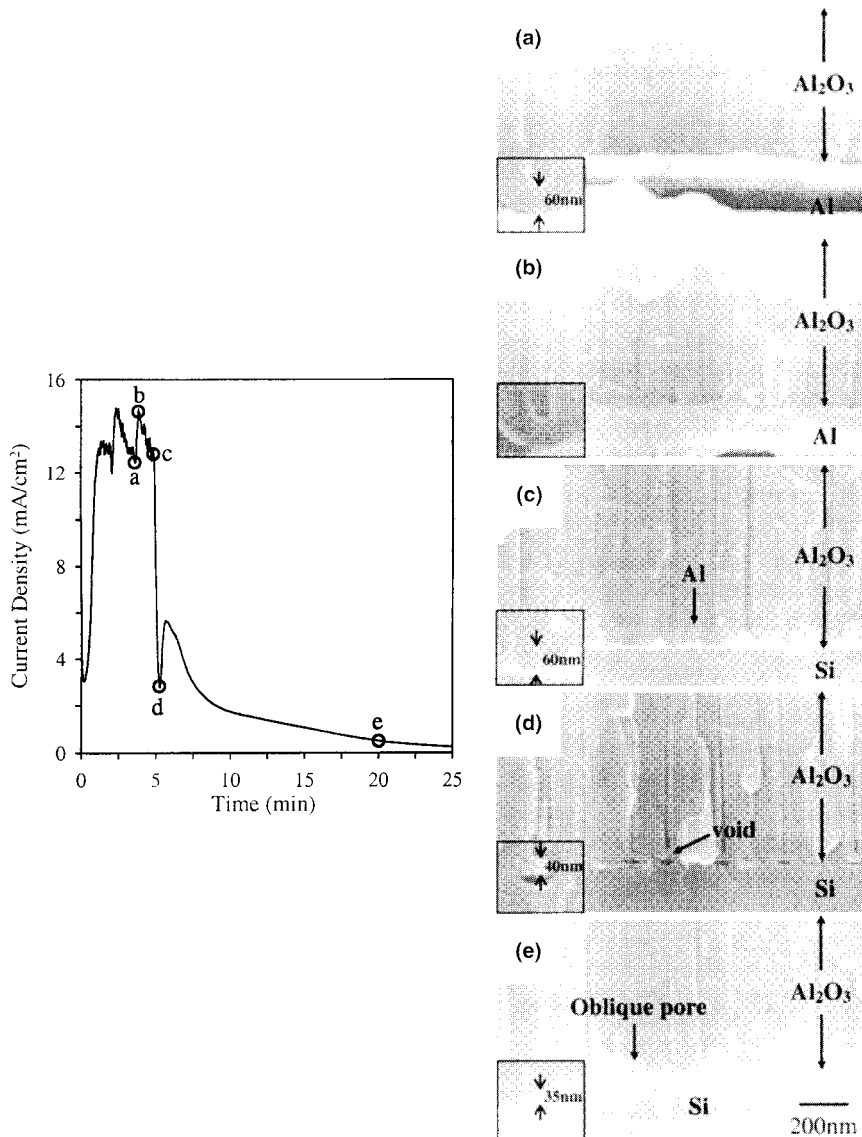 16
12
8
4
0
0
5
10
15
20
25
Current Density (mA/cm²)
Time (min)
a
b
c
d
e
(a)
Al₂O₃
60nm
Al
(b)
Al₂O₃
Al
(c)
Al₂O₃
Al
60nm
Si
(d)
Al₂O₃
void
40nm
Si
(e)
Al₂O₃
Oblique pore
35nm
Si
200nm